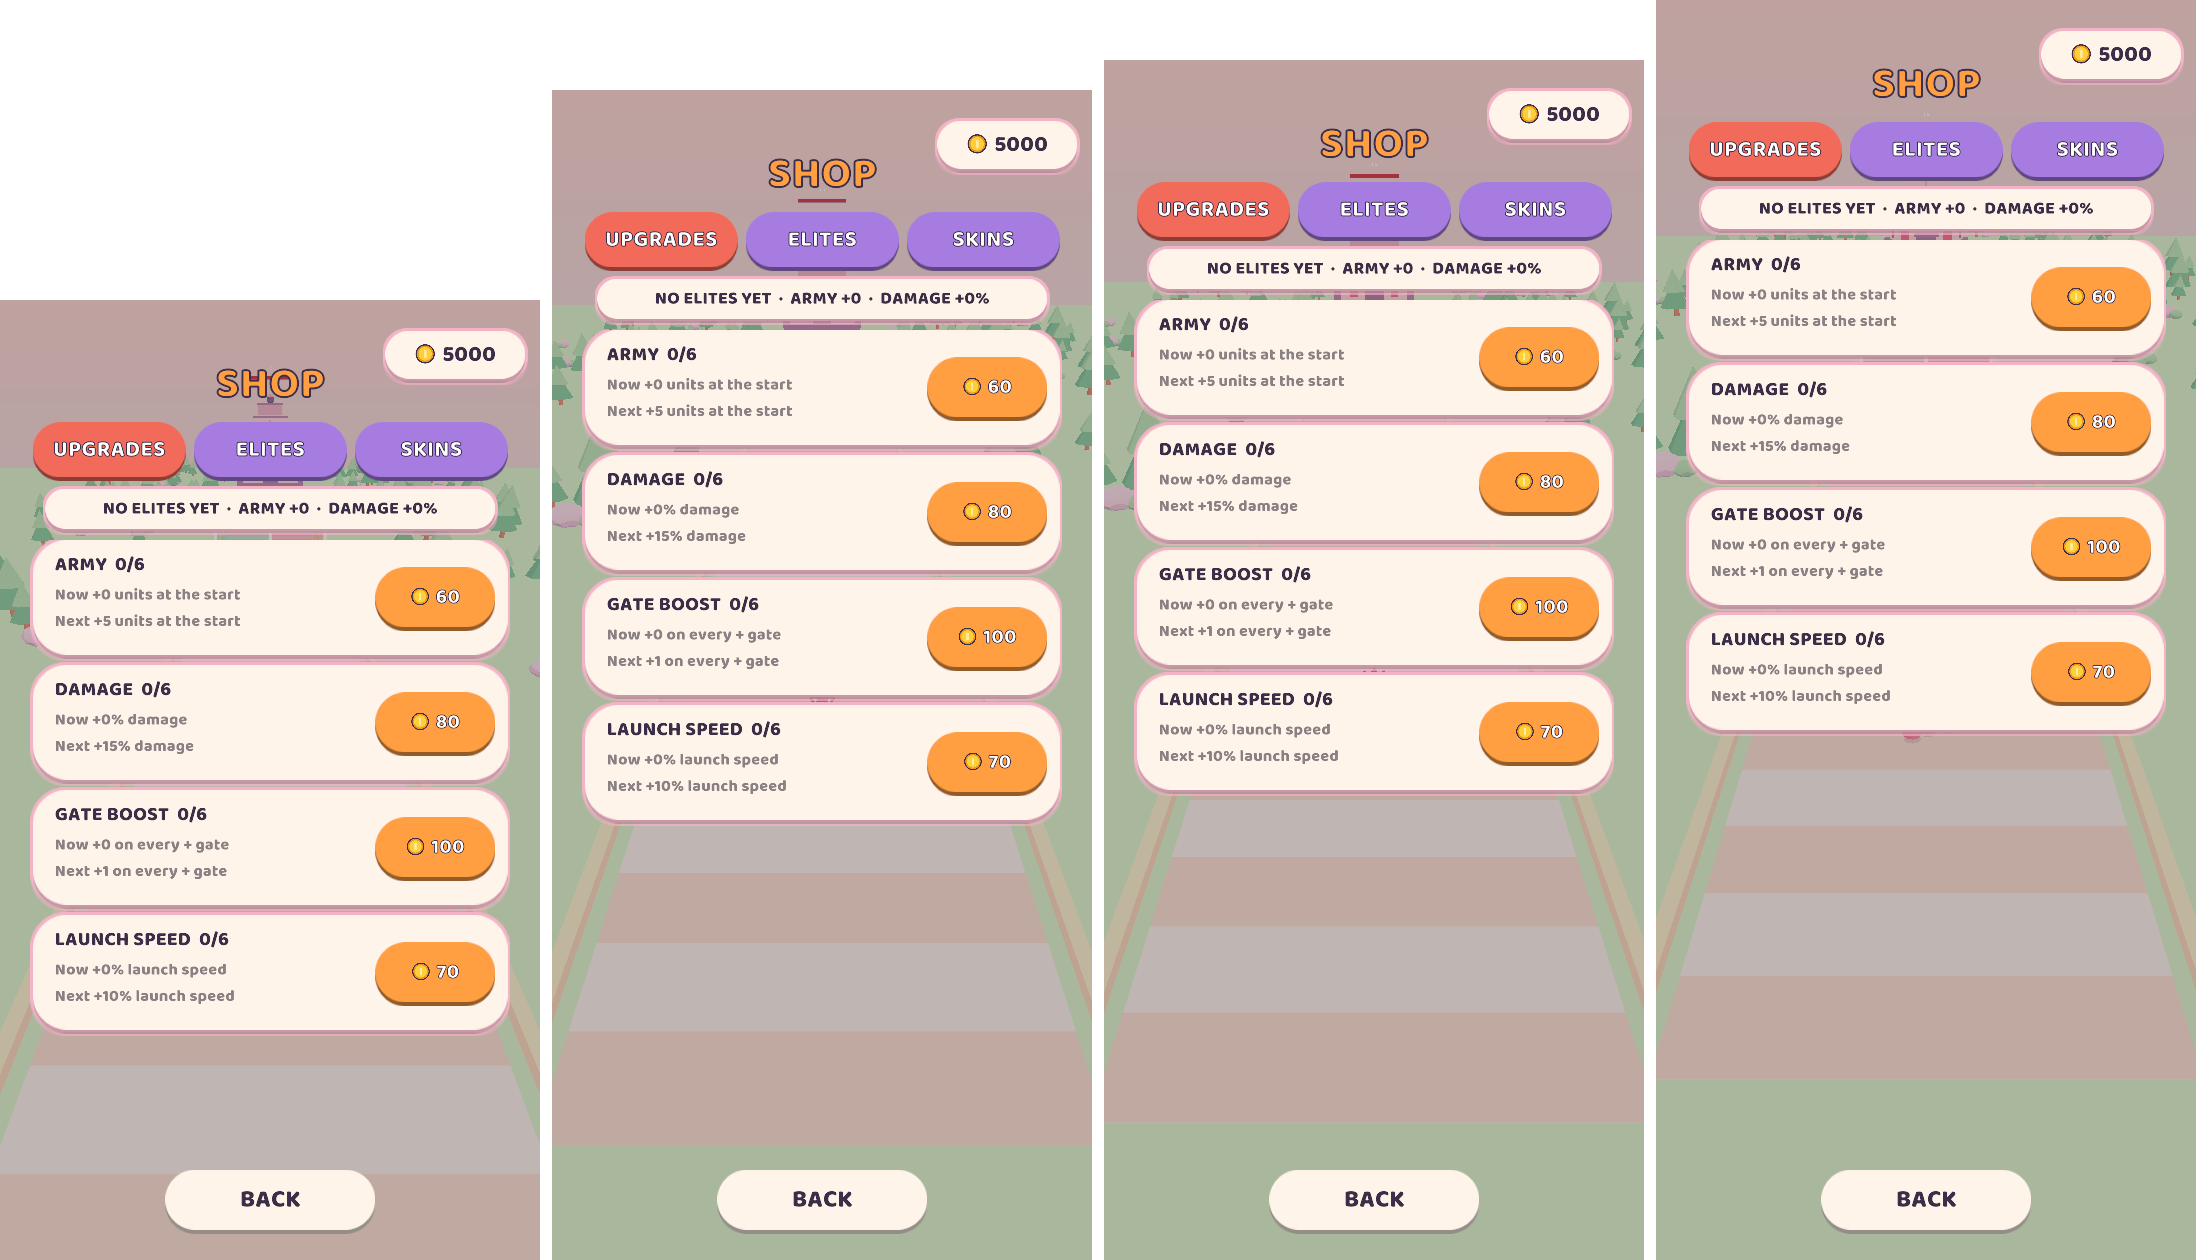 5000
SHOP
UPGRADES ELITES SKINS
NO ELITES YET · ARMY +0 · DAMAGE +0%
ARMY 0/6
Now +0 units at the start
Next +5 units at the start
60
DAMAGE 0/6
Now +0% damage
Next +15% damage
80
GATE BOOST 0/6
Now +0 on every + gate
Next +1 on every + gate
100
LAUNCH SPEED 0/6
Now +0% launch speed
Next +10% launch speed
70
BACK
5000
SHOP
UPGRADES ELITES SKINS
NO ELITES YET · ARMY +0 · DAMAGE +0%
ARMY 0/6
Now +0 units at the start
Next +5 units at the start
60
DAMAGE 0/6
Now +0% damage
Next +15% damage
80
GATE BOOST 0/6
Now +0 on every + gate
Next +1 on every + gate
100
LAUNCH SPEED 0/6
Now +0% launch speed
Next +10% launch speed
70
BACK
5000
SHOP
UPGRADES ELITES SKINS
NO ELITES YET · ARMY +0 · DAMAGE +0%
ARMY 0/6
Now +0 units at the start
Next +5 units at the start
60
DAMAGE 0/6
Now +0% damage
Next +15% damage
80
GATE BOOST 0/6
Now +0 on every + gate
Next +1 on every + gate
100
LAUNCH SPEED 0/6
Now +0% launch speed
Next +10% launch speed
70
BACK
5000
SHOP
UPGRADES ELITES SKINS
NO ELITES YET · ARMY +0 · DAMAGE +0%
ARMY 0/6
Now +0 units at the start
Next +5 units at the start
60
DAMAGE 0/6
Now +0% damage
Next +15% damage
80
GATE BOOST 0/6
Now +0 on every + gate
Next +1 on every + gate
100
LAUNCH SPEED 0/6
Now +0% launch speed
Next +10% launch speed
70
BACK